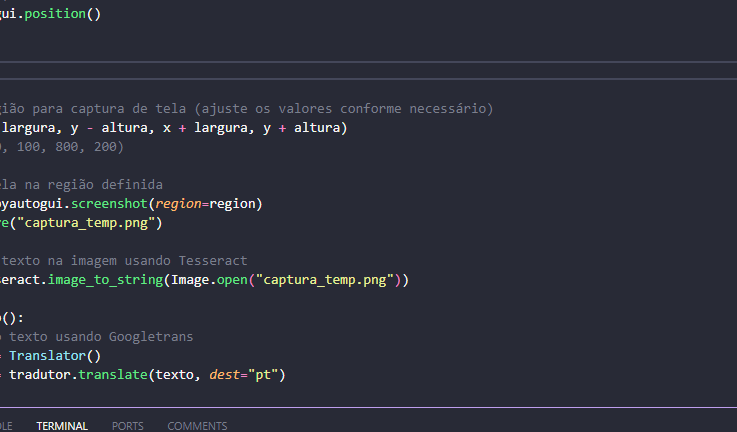 gui.position()
gião para captura de tela (ajuste os valores conforme necessário)
largura, y - altura, x + largura, y + altura)
, 100, 800, 200)
ela na região definida
yautogui.screenshot(region=region)
e("captura_temp.png")
texto na imagem usando Tesseract
seract.image_to_string(Image.open("captura_temp.png"))
():
o texto usando Googletrans
= Translator()
= tradutor.translate(texto, dest="pt")
OLE TERMINAL PORTS COMMENTS